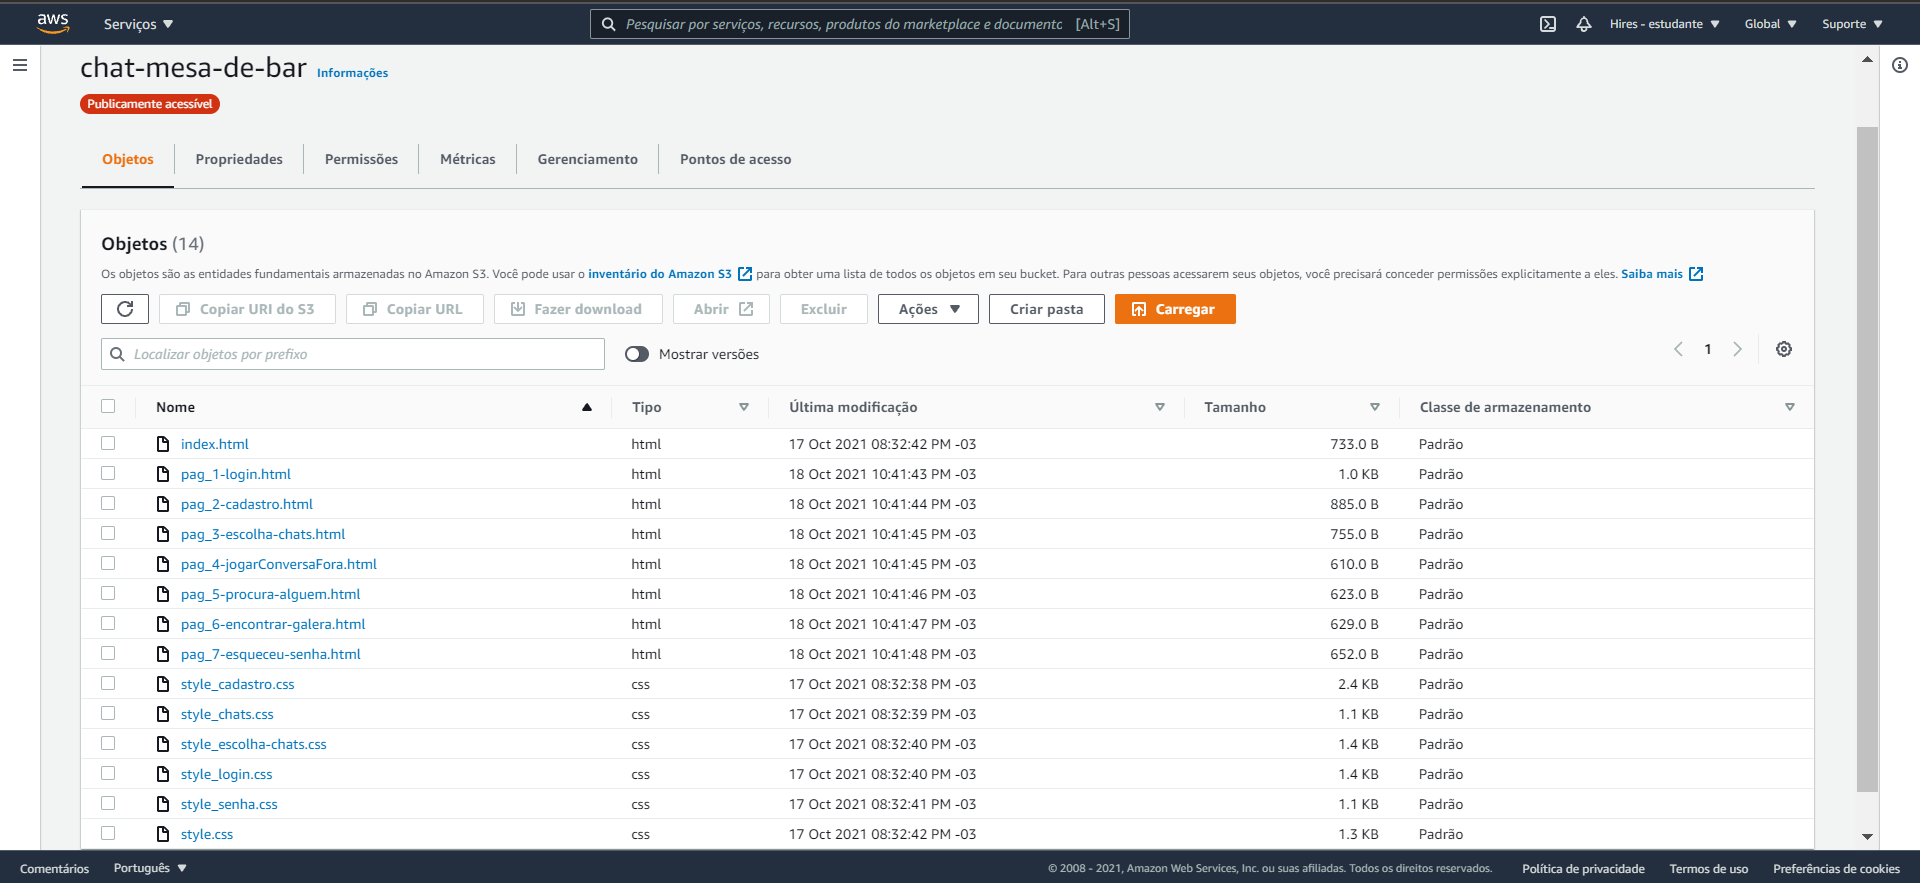 aws Serviços Pesquisar por serviços, recursos, produtos do marketplace e documento [Alt+S] Hires - estudante Global Suporte
chat-mesa-de-bar Informações
Publicamente acessível
Objetos Propriedades Permissões Métricas Gerenciamento Pontos de acesso
Objetos (14)
Os objetos são as entidades fundamentais armazenadas no Amazon S3. Você pode usar o inventário do Amazon S3 para obter uma lista de todos os objetos em seu bucket. Para outras pessoas acessarem seus objetos, você precisará conceder permissões explicitamente a eles. Saiba mais
Copiar URI do S3 Copiar URL Fazer download Abrir Excluir Ações Criar pasta Carregar
Localizar objetos por prefixo Mostrar versões 1
Nome Tipo Última modificação Tamanho Classe de armazenamento
index.html html 17 Oct 2021 08:32:42 PM -03 733.0 B Padrão
pag_1-login.html html 18 Oct 2021 10:41:43 PM -03 1.0 KB Padrão
pag_2-cadastro.html html 18 Oct 2021 10:41:44 PM -03 885.0 B Padrão
pag_3-escolha-chats.html html 18 Oct 2021 10:41:45 PM -03 755.0 B Padrão
pag_4-jogarConversaFora.html html 18 Oct 2021 10:41:45 PM -03 610.0 B Padrão
pag_5-procura-alguem.html html 18 Oct 2021 10:41:46 PM -03 623.0 B Padrão
pag_6-encontrar-galera.html html 18 Oct 2021 10:41:47 PM -03 629.0 B Padrão
pag_7-esqueceu-senha.html html 18 Oct 2021 10:41:48 PM -03 652.0 B Padrão
style_cadastro.css css 17 Oct 2021 08:32:38 PM -03 2.4 KB Padrão
style_chats.css css 17 Oct 2021 08:32:39 PM -03 1.1 KB Padrão
style_escolha-chats.css css 17 Oct 2021 08:32:40 PM -03 1.4 KB Padrão
style_login.css css 17 Oct 2021 08:32:40 PM -03 1.4 KB Padrão
style_senha.css css 17 Oct 2021 08:32:41 PM -03 1.1 KB Padrão
style.css css 17 Oct 2021 08:32:42 PM -03 1.3 KB Padrão
Comentários Português © 2008 - 2021, Amazon Web Services, Inc. ou suas afiliadas. Todos os direitos reservados. Política de privacidade Termos de uso Preferências de cookies